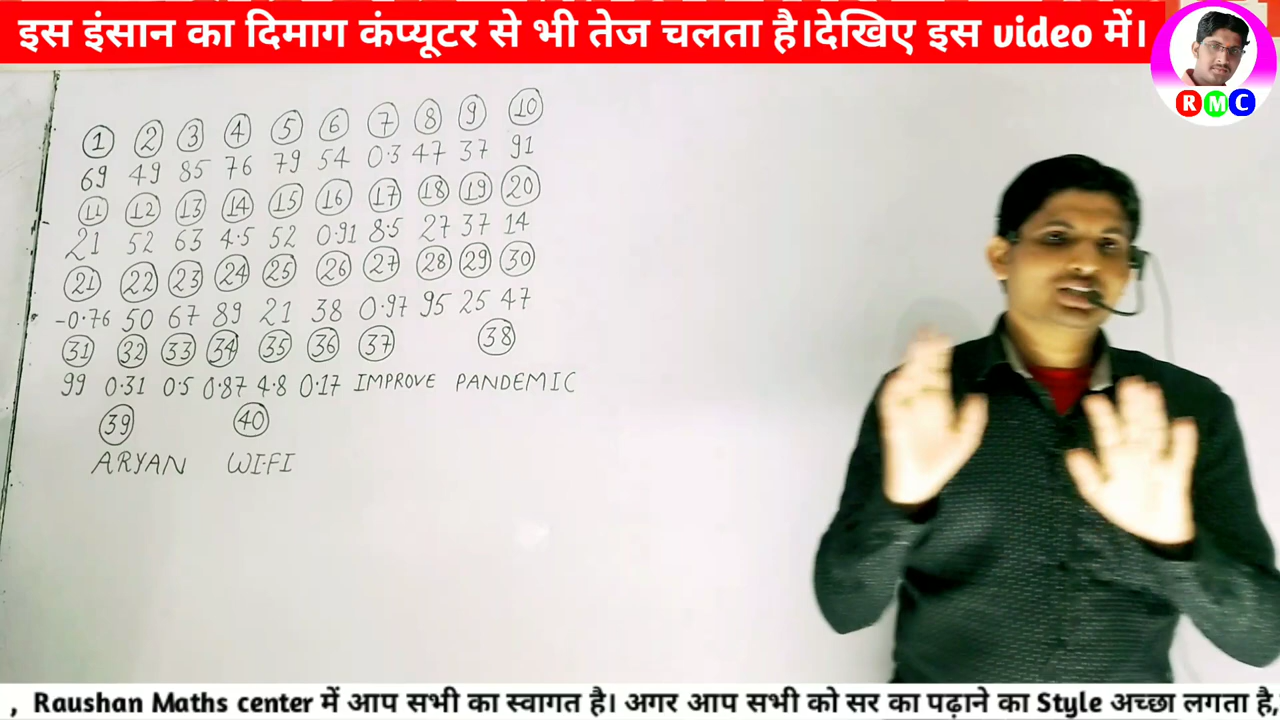 इस इंसान का दिमाग कंप्यूटर से भी तेज चलता है।देखिए इस video में।
RMC
1 2 3 4 5 6 7 8 9 10
69 49 85 76 79 54 0.3 47 37 91
11 12 13 14 15 16 17 18 19 20
21 52 63 4.5 52 0.91 8.5 27 37 14
21 22 23 24 25 26 27 28 29 30
-0.76 50 67 89 21 38 0.97 95 25 47
31 32 33 34 35 36 37 38
99 0.31 0.5 0.87 4.8 0.17 IMPROVE PANDEMIC
39 40
ARYAN WI-FI
, Raushan Maths center में आप सभी का स्वागत है। अगर आप सभी को सर का पढ़ाने का Style अच्छा लगता है,